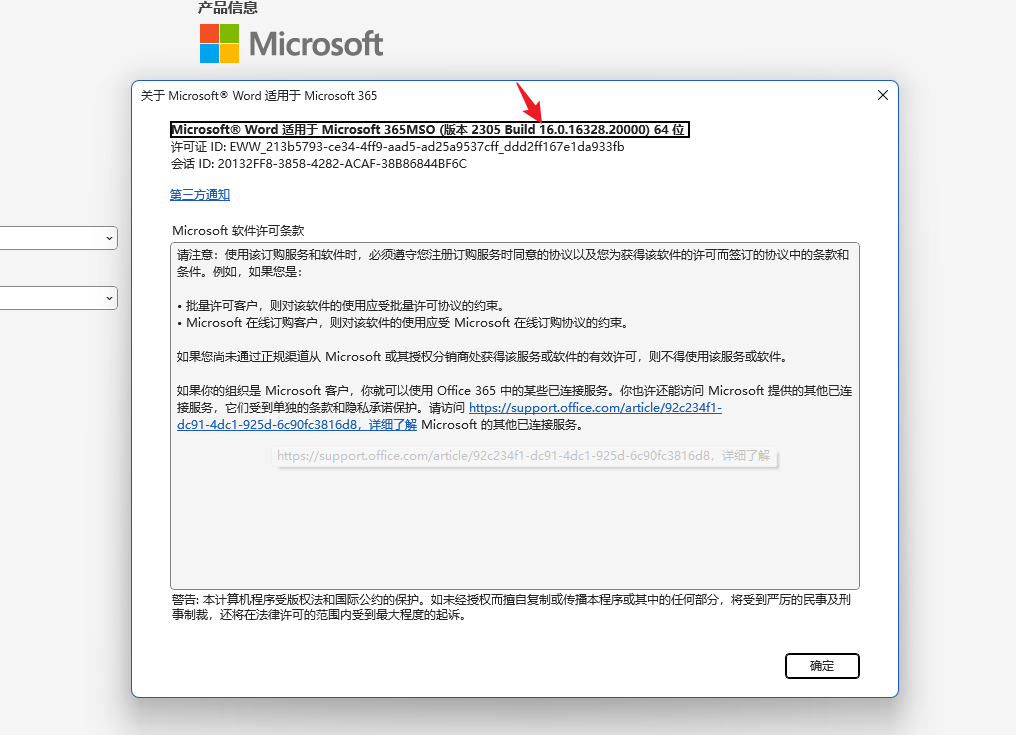 产品信息
Microsoft
关于 Microsoft® Word 适用于 Microsoft 365
Microsoft® Word 适用于 Microsoft 365MSO (版本 2305 Build 16.0.16328.20000) 64 位
许可证 ID: EWW_213b5793-ce34-4ff9-aad5-ad25a9537cff_ddd2ff167e1da933fb
会话 ID: 20132FF8-3858-4282-ACAF-38B86844BF6C
第三方通知
Microsoft 软件许可条款
请注意：使用该订购服务和软件时，必须遵守您注册订购服务时同意的协议以及您为获得该软件的许可而签订的协议中的条款和
条件。例如，如果您是：
• 批量许可客户，则对该软件的使用应受批量许可协议的约束。
• Microsoft 在线订购客户，则对该软件的使用应受 Microsoft 在线订购协议的约束。
如果您尚未通过正规渠道从 Microsoft 或其授权分销商处获得该服务或软件的有效许可，则不得使用该服务或软件。
如果你的组织是 Microsoft 客户，你就可以使用 Office 365 中的某些已连接服务。你也许还能访问 Microsoft 提供的其他已连
接服务，它们受到单独的条款和隐私承诺保护。请访问 https://support.office.com/article/92c234f1-
dc91-4dc1-925d-6c90fc3816d8，详细了解 Microsoft 的其他已连接服务。
https://support.office.com/article/92c234f1-dc91-4dc1-925d-6c90fc3816d8，详细了解
警告: 本计算机程序受版权法和国际公约的保护。如未经授权而擅自复制或传播本程序或其中的任何部分，将受到严厉的民事及刑
事制裁，还将在法律许可的范围内受到最大程度的起诉。
确定